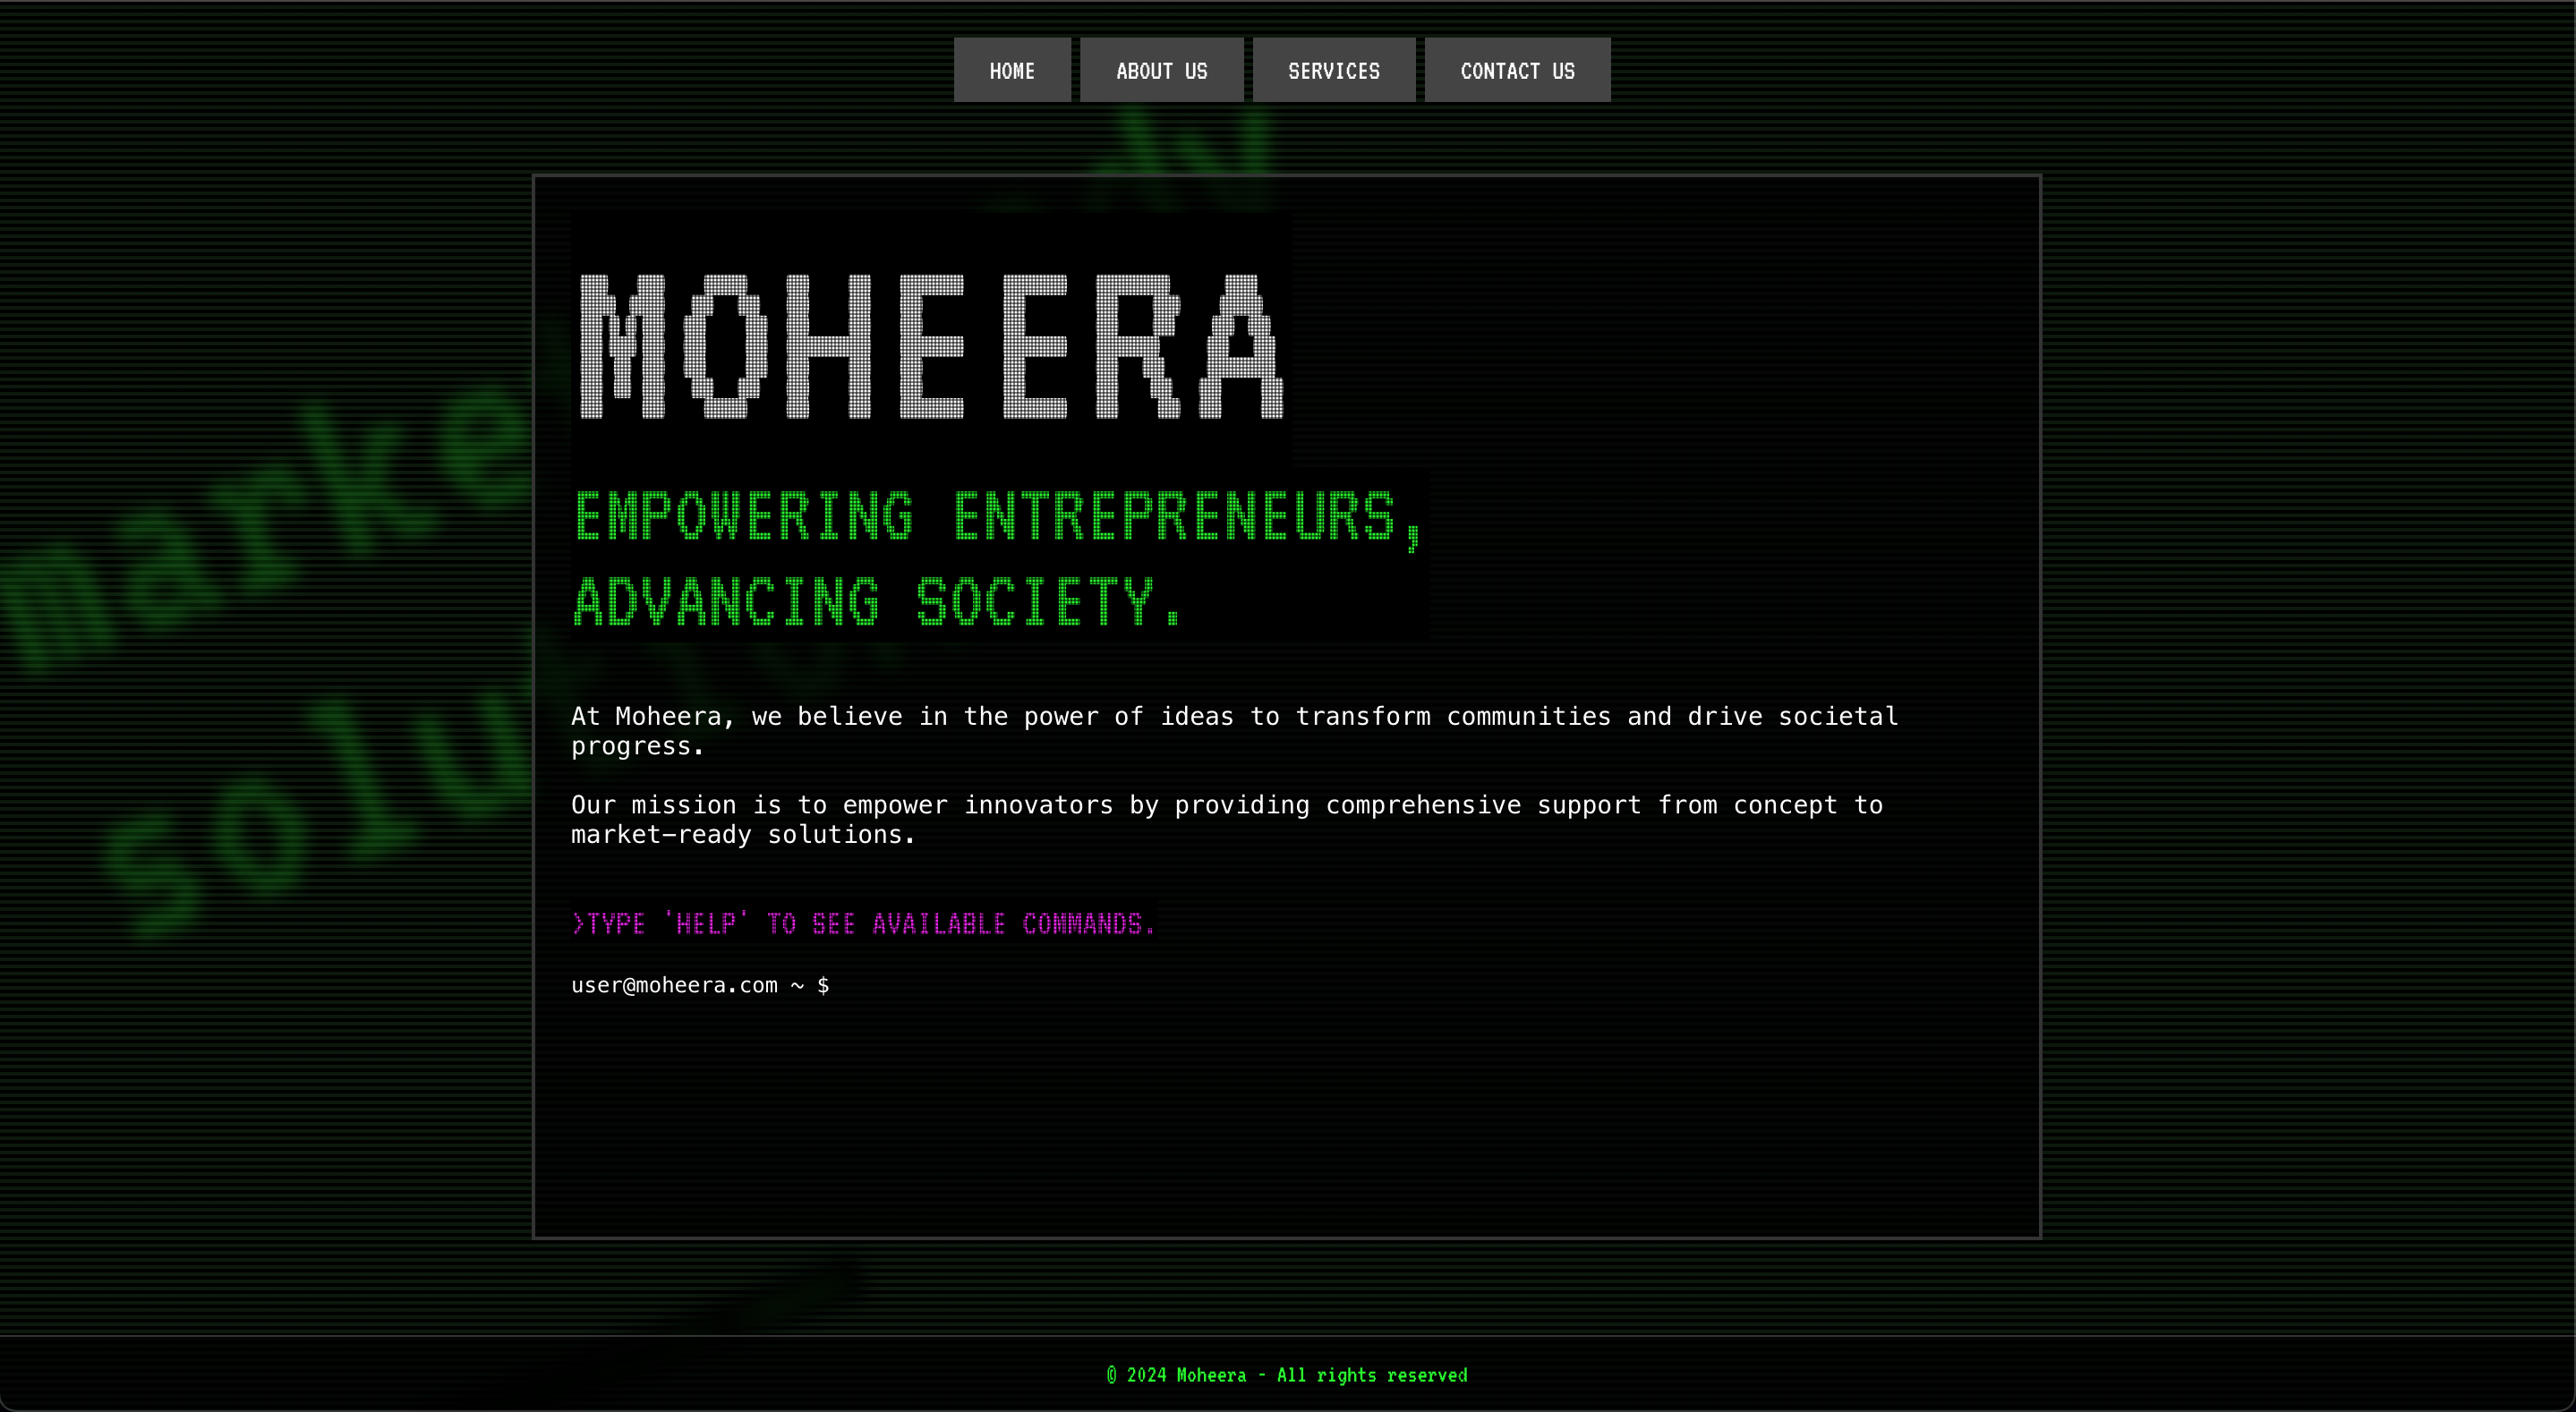 HOME
ABOUT US
SERVICES
CONTACT US
MOHEERA
EMPOWERING ENTREPRENEURS,
ADVANCING SOCIETY.
At Moheera, we believe in the power of ideas to transform communities and drive societal
progress.
Our mission is to empower innovators by providing comprehensive support from concept to
market-ready solutions.
>TYPE 'HELP' TO SEE AVAILABLE COMMANDS.
user@moheera.com ~ $
© 2024 Moheera - All rights reserved